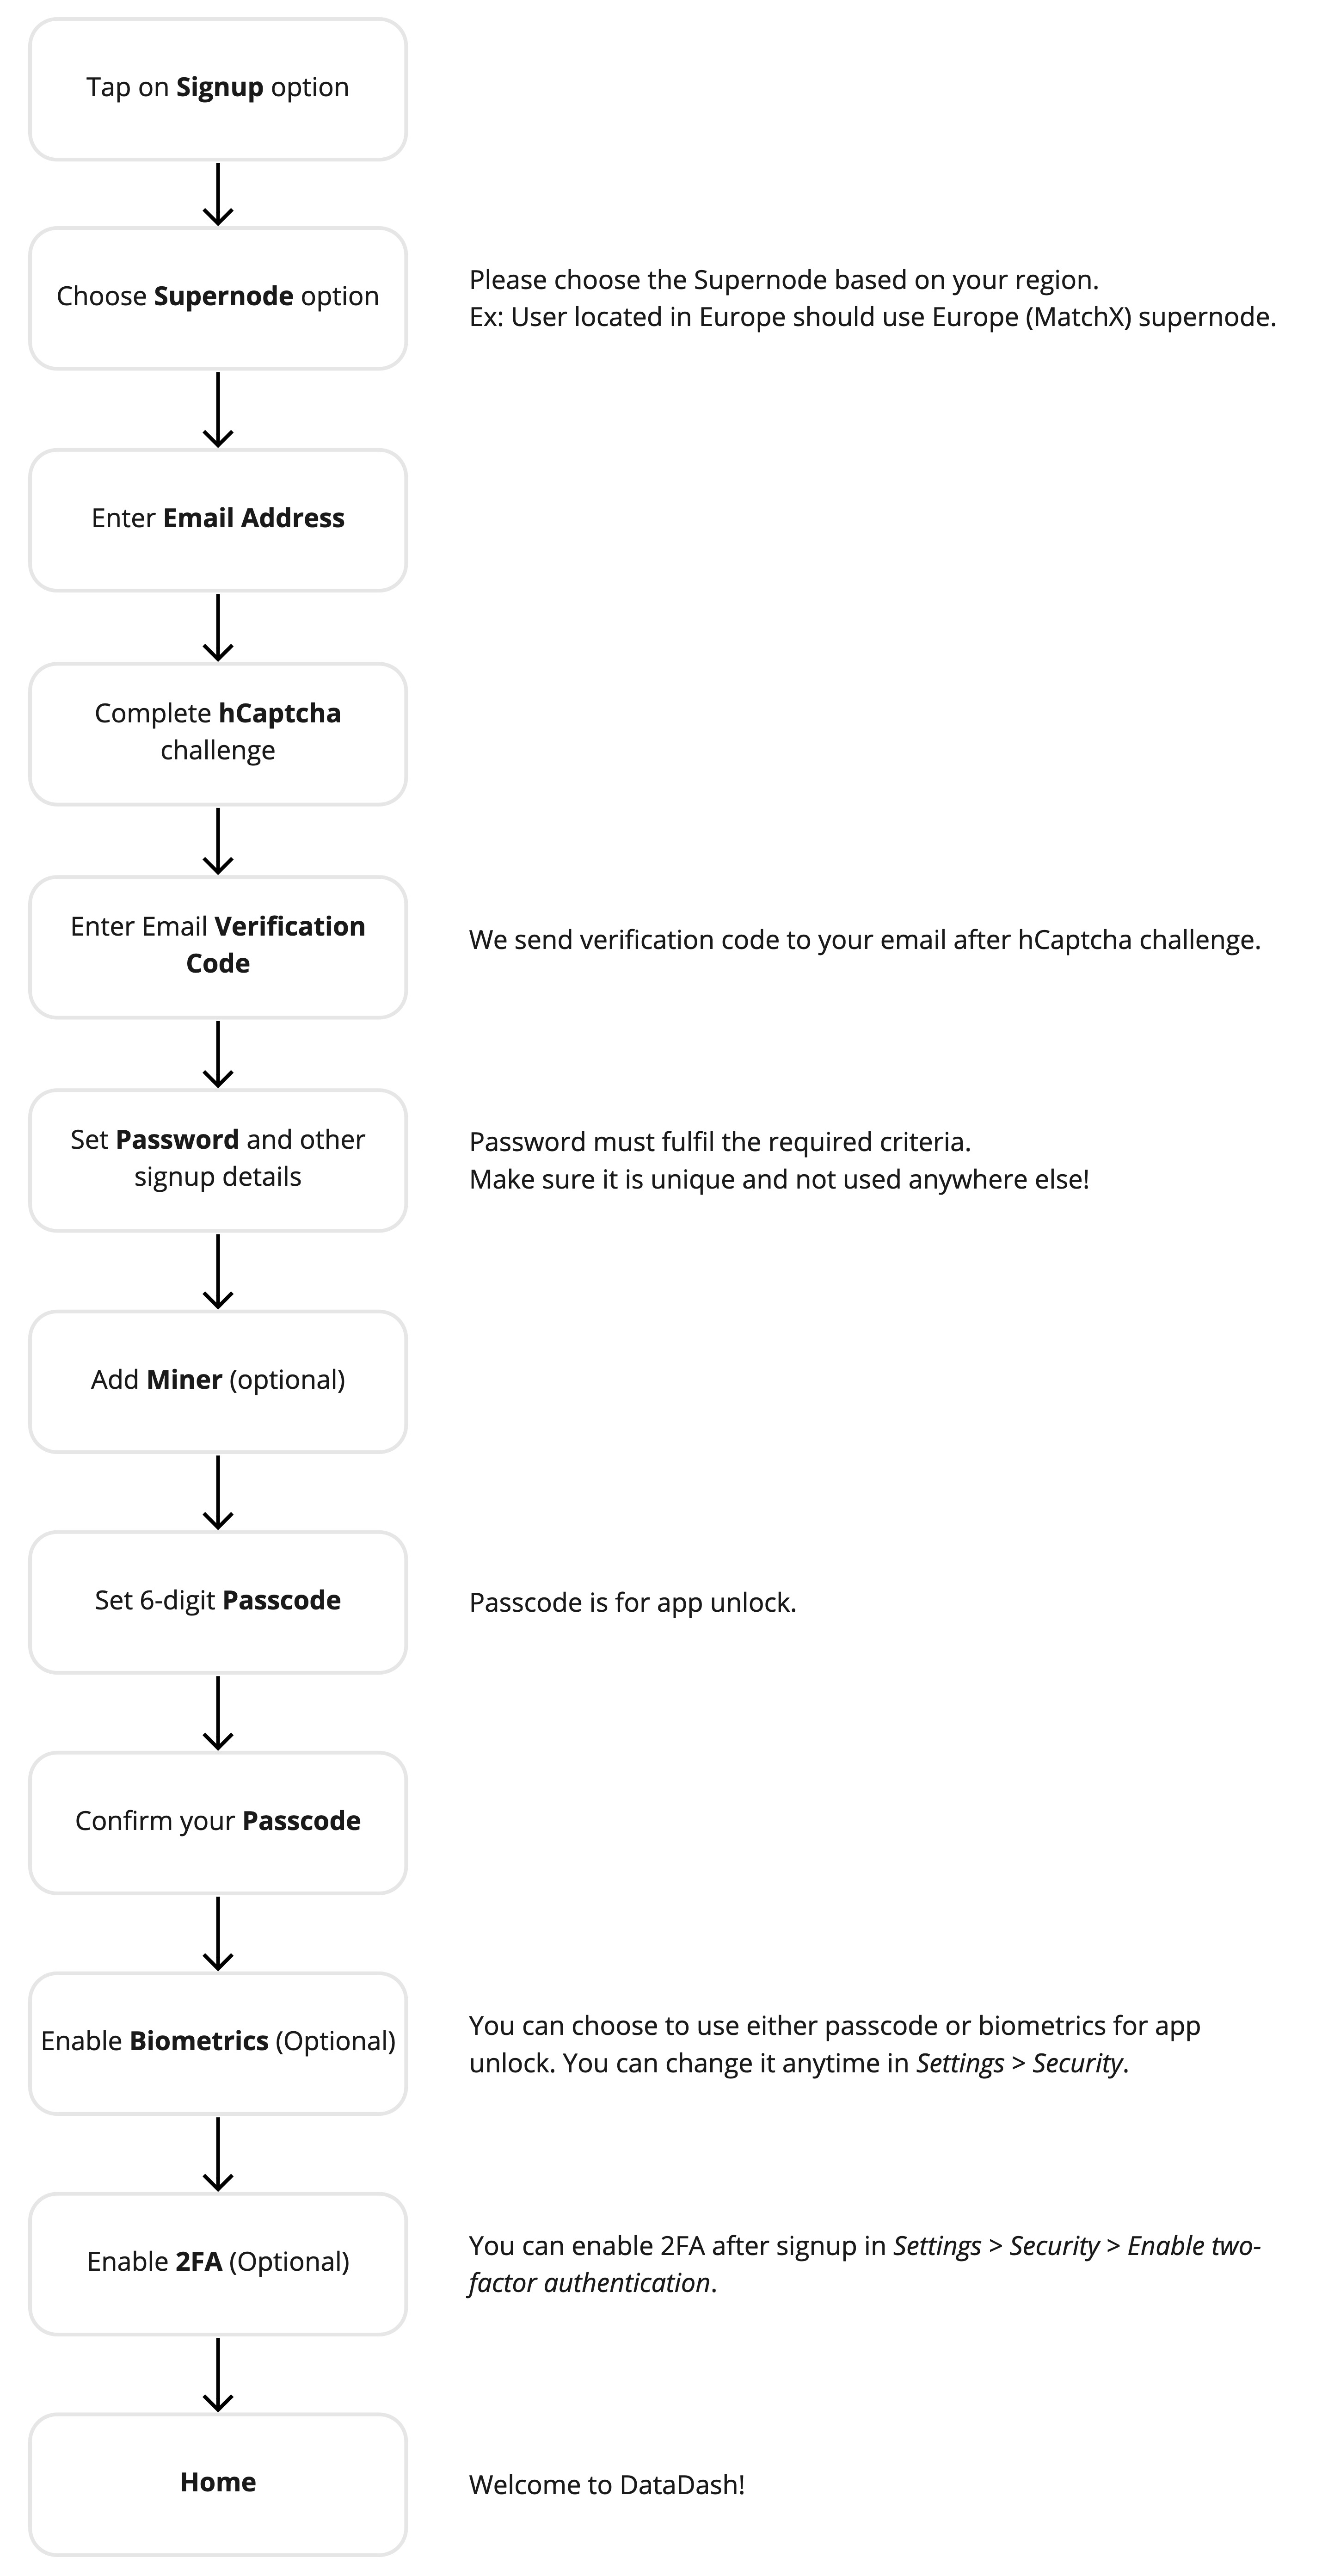 Tap on Signup option
Choose Supernode option
Please choose the Supernode based on your region.
Ex: User located in Europe should use Europe (MatchX) supernode.
Enter Email Address
Complete hCaptcha
challenge
Enter Email Verification
Code
We send verification code to your email after hCaptcha challenge.
Set Password and other
signup details
Password must fulfil the required criteria.
Make sure it is unique and not used anywhere else!
Add Miner (optional)
Set 6-digit Passcode
Passcode is for app unlock.
Confirm your Passcode
Enable Biometrics (Optional)
You can choose to use either passcode or biometrics for app
unlock. You can change it anytime in Settings > Security.
Enable 2FA (Optional)
You can enable 2FA after signup in Settings > Security > Enable two-
factor authentication.
Home
Welcome to DataDash!